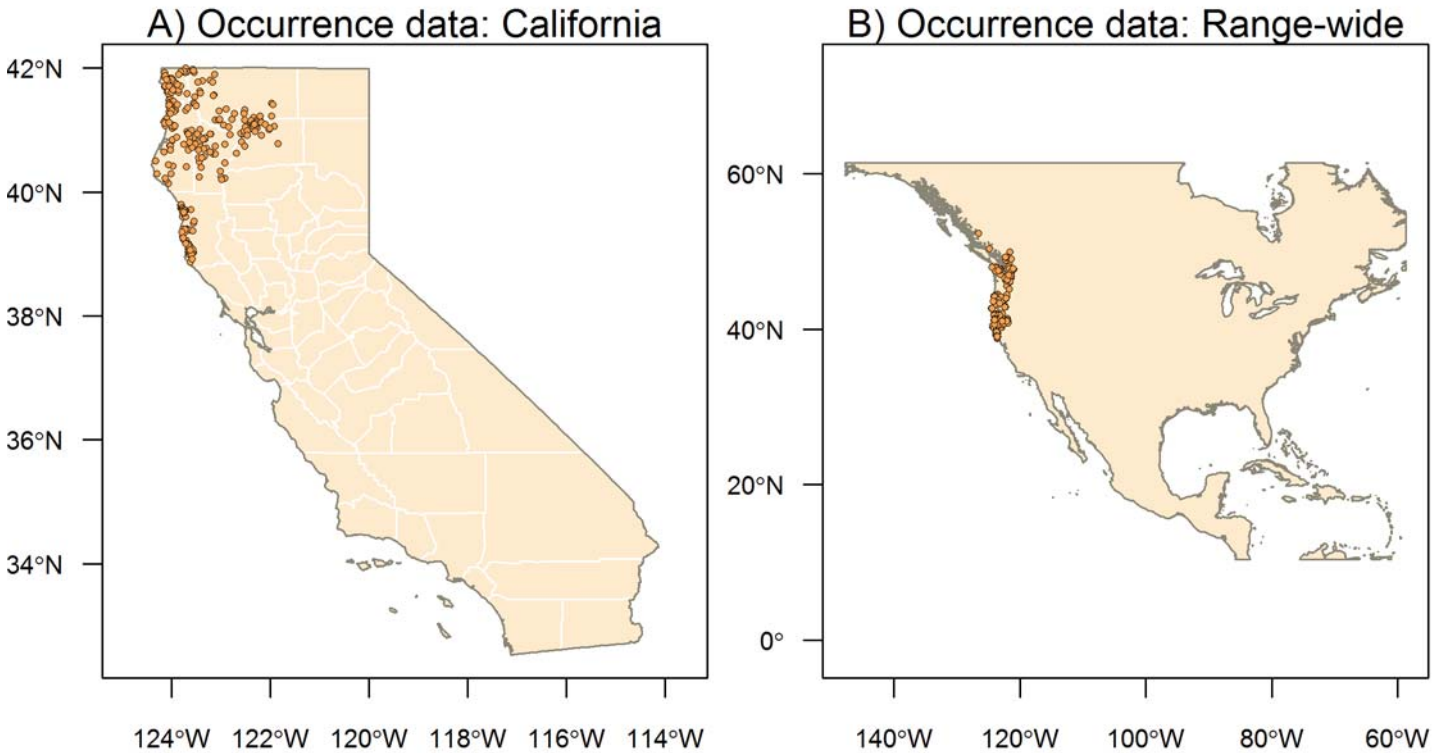 A) Occurrence data: California
42°N
40°N
38°N
36°N
34°N
124°W 122°W 120°W 118°W 116°W 114°W
B) Occurrence data: Range-wide
60°N
40°N
20°N
0°
140°W 120°W 100°W 80°W 60°W